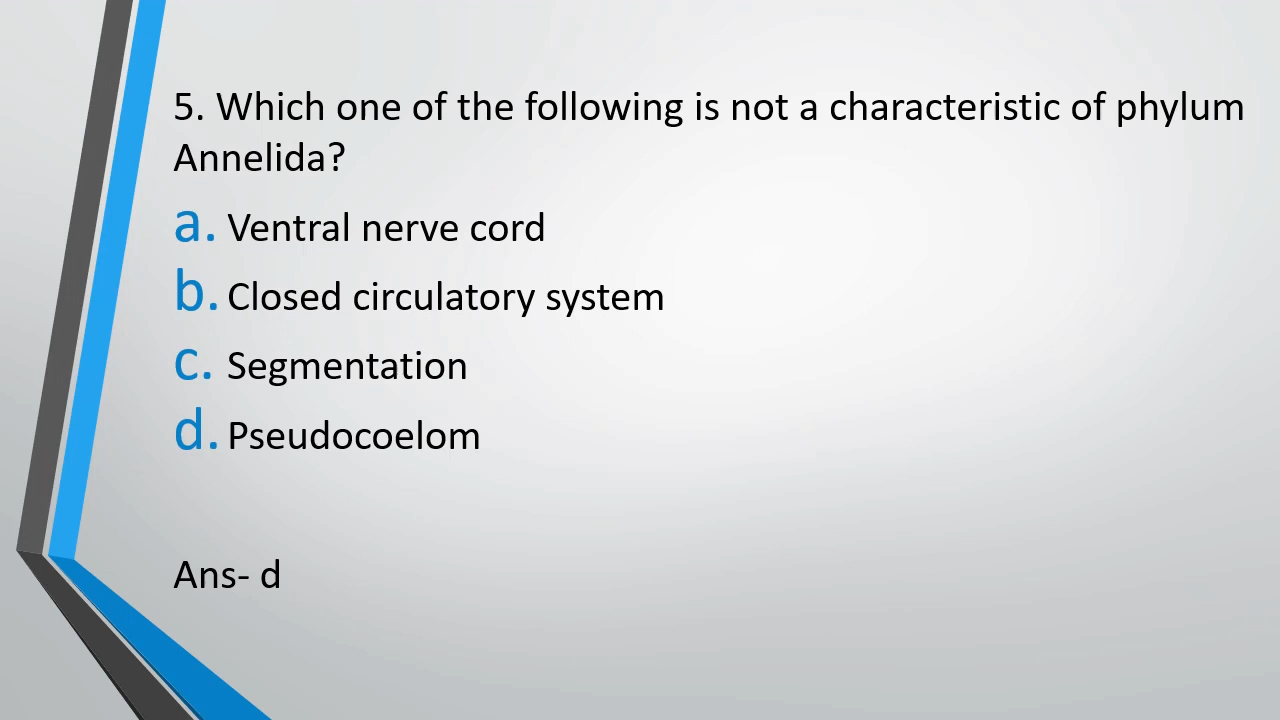 5. Which one of the following is not a characteristic of phylum
Annelida?
a. Ventral nerve cord
b. Closed circulatory system
c. Segmentation
d. Pseudocoelom
Ans- d